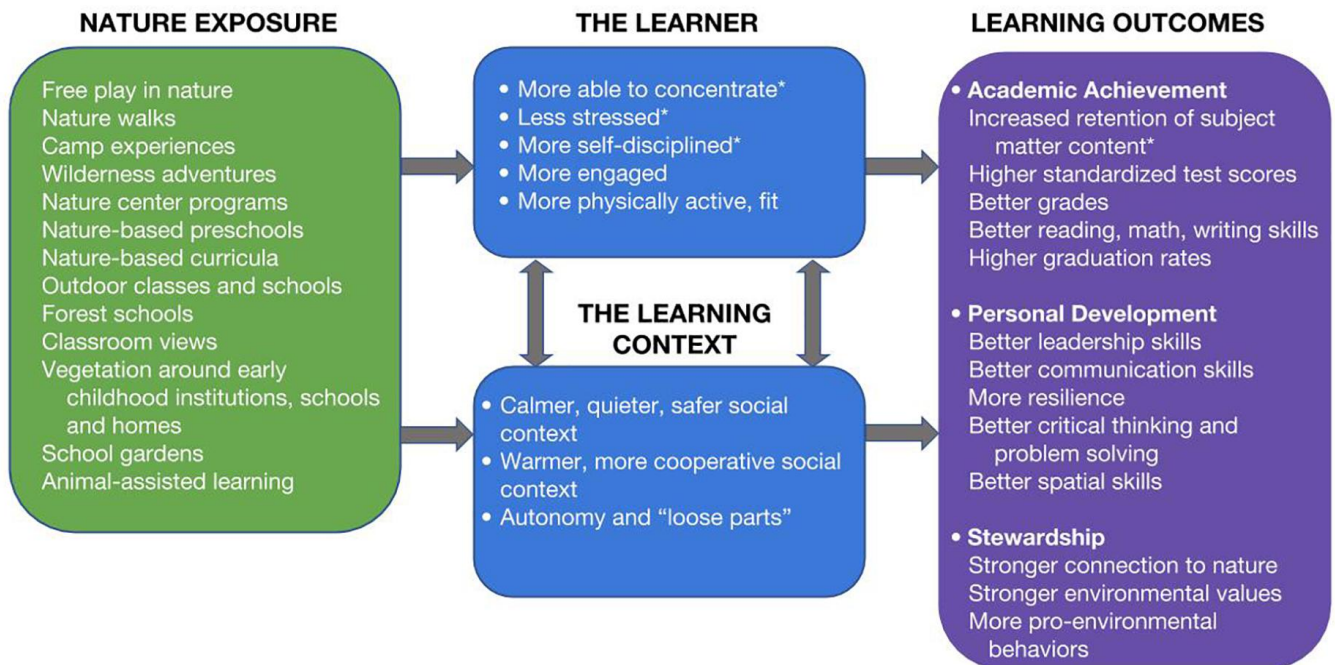 NATURE EXPOSURE
Free play in nature
Nature walks
Camp experiences
Wilderness adventures
Nature center programs
Nature-based preschools
Nature-based curricula
Outdoor classes and schools
Forest schools
Classroom views
Vegetation around early
childhood institutions, schools
and homes
School gardens
Animal-assisted learning
THE LEARNER
• More able to concentrate*
• Less stressed*
• More self-disciplined*
• More engaged
• More physically active, fit
THE LEARNING
CONTEXT
• Calmer, quieter, safer social
context
• Warmer, more cooperative social
context
• Autonomy and “loose parts”
LEARNING OUTCOMES
• Academic Achievement
Increased retention of subject
matter content*
Higher standardized test scores
Better grades
Better reading, math, writing skills
Higher graduation rates
• Personal Development
Better leadership skills
Better communication skills
More resilience
Better critical thinking and
problem solving
Better spatial skills
• Stewardship
Stronger connection to nature
Stronger environmental values
More pro-environmental
behaviors